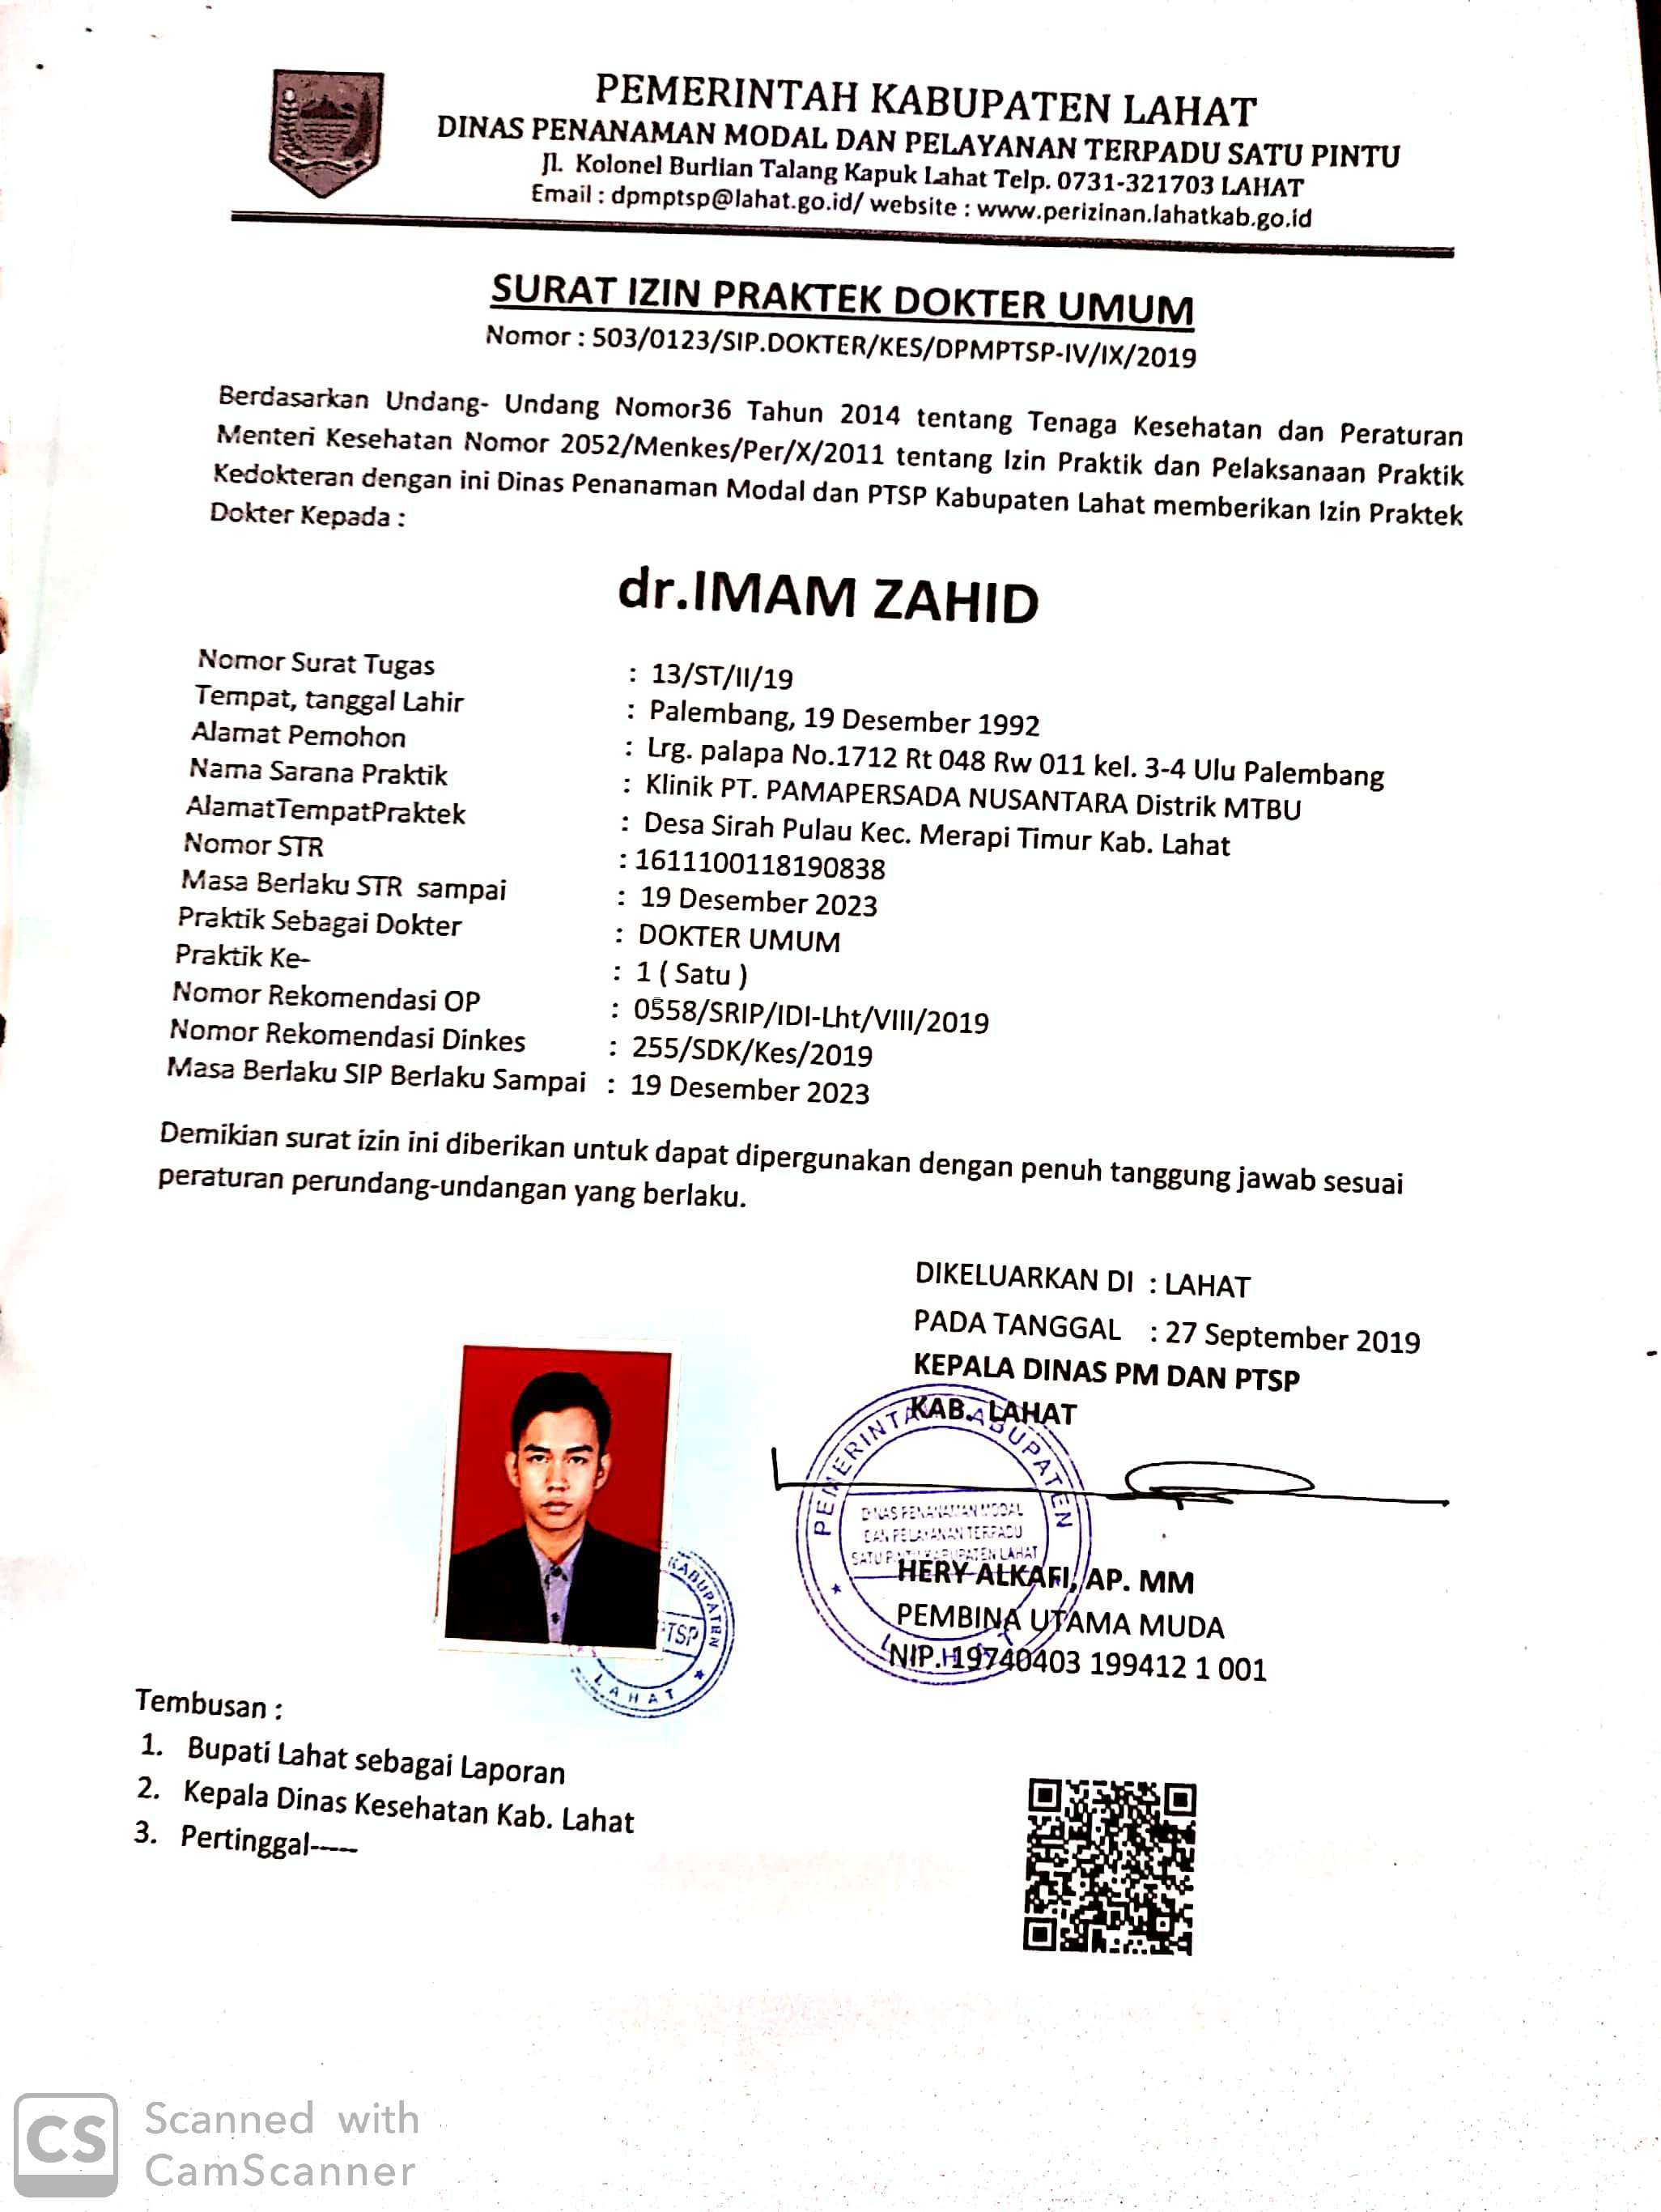 PEMERINTAH KABUPATEN LAHAT
DINAS PENANAMAN MODAL DAN PELAYANAN TERPADU SATU PINTU
Jl. Kolonel Burlian Talang Kapuk Lahat Telp. 0731-321703 LAHAT
Email : dpmptsp@lahat.go.id/ website : www.perizinan.lahatkab.go.id
SURAT IZIN PRAKTEK DOKTER UMUM
Nomor : 503/0123/SIP.DOKTER/KES/DPMPTSP-IV/IX/2019
Berdasarkan Undang- Undang Nomor36 Tahun 2014 tentang Tenaga Kesehatan dan Peraturan
Menteri Kesehatan Nomor 2052/Menkes/Per/X/2011 tentang Izin Praktik dan Pelaksanaan Praktik
Kedokteran dengan ini Dinas Penanaman Modal dan PTSP Kabupaten Lahat memberikan Izin Praktek
Dokter Kepada :
dr.IMAM ZAHID
Nomor Surat Tugas : 13/ST/II/19
Tempat, tanggal Lahir : Palembang, 19 Desember 1992
Alamat Pemohon : Lrg. palapa No.1712 Rt 048 Rw 011 kel. 3-4 Ulu Palembang
Nama Sarana Praktik : Klinik PT. PAMAPERSADA NUSANTARA Distrik MTBU
AlamatTempatPraktek : Desa Sirah Pulau Kec. Merapi Timur Kab. Lahat
Nomor STR : 1611100118190838
Masa Berlaku STR sampai : 19 Desember 2023
Praktik Sebagai Dokter : DOKTER UMUM
Praktik Ke- : 1 ( Satu )
Nomor Rekomendasi OP : 0558/SRIP/IDI-Lht/VIII/2019
Nomor Rekomendasi Dinkes : 255/SDK/Kes/2019
Masa Berlaku SIP Berlaku Sampai : 19 Desember 2023
Demikian surat izin ini diberikan untuk dapat dipergunakan dengan penuh tanggung jawab sesuai
peraturan perundang-undangan yang berlaku.
DIKELUARKAN DI : LAHAT
PADA TANGGAL : 27 September 2019
KEPALA DINAS PM DAN PTSP
KAB. LAHAT
PEMERINTAH KABUPATEN
DINAS PENANAMAN MODAL
DAN PELAYANAN TERPADU
SATU PINTU KABUPATEN LAHAT
LAHAT
HERY ALKAFI, AP. MM
PEMBINA UTAMA MUDA
NIP. 19740403 199412 1 001
KABUPATEN
PTSP
LAHAT
Tembusan :
1. Bupati Lahat sebagai Laporan
2. Kepala Dinas Kesehatan Kab. Lahat
3. Pertinggal-----
CS
Scanned with
CamScanner